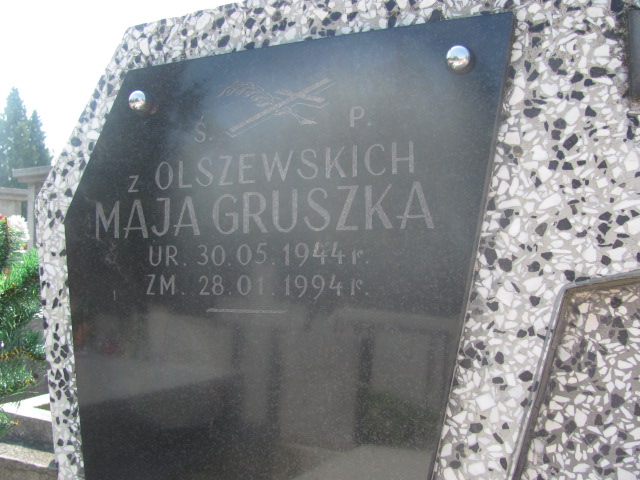 Ś. P.
z OLSZEWSKICH
MAJA GRUSZKA
UR. 30.05.1944 r.
ZM. 28.01.1994 r.